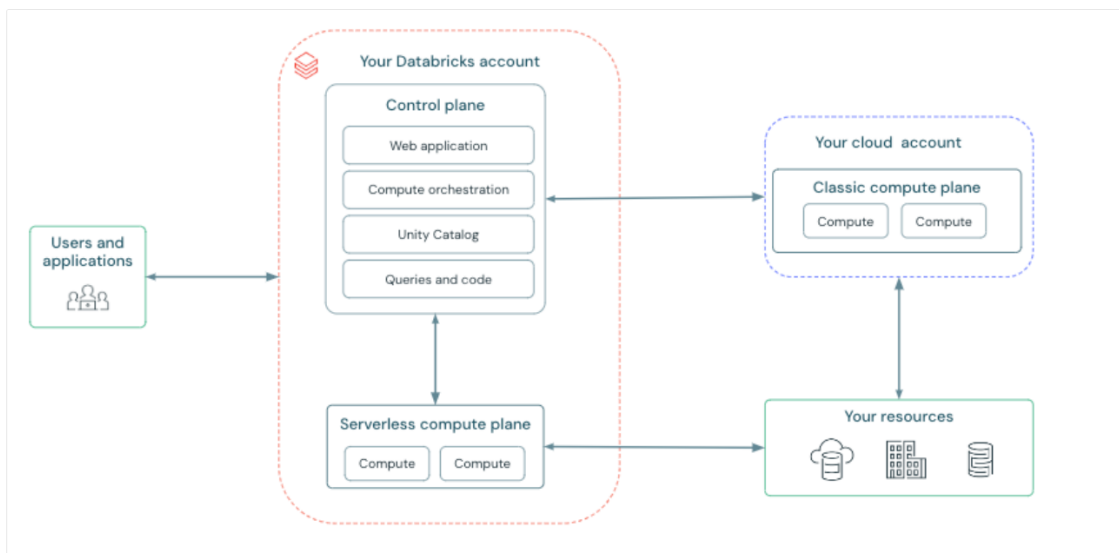 Your Databricks account
Control plane
Web application
Compute orchestration
Unity Catalog
Queries and code
Users and
applications
Your cloud account
Classic compute plane
Compute
Compute
Serverless compute plane
Compute
Compute
Your resources